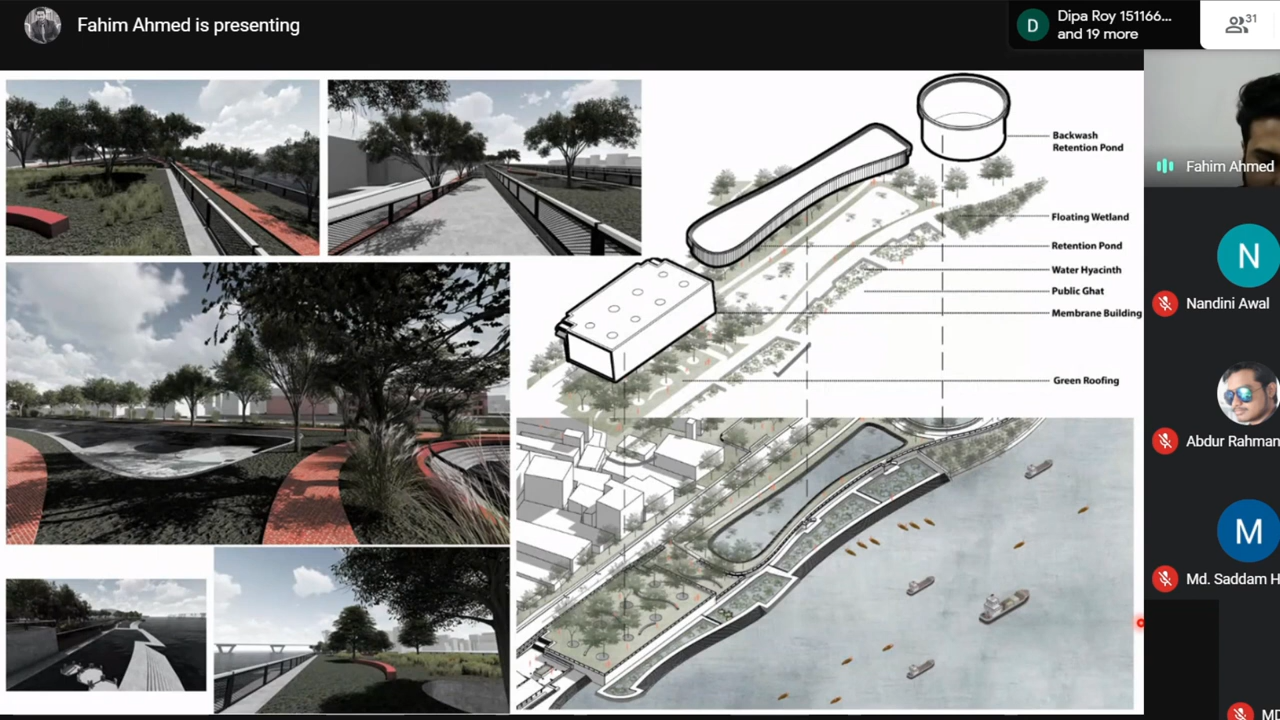 Fahim Ahmed is presenting
D
Dipa Roy 151166...
and 19 more
31
Backwash
Retention Pond
Fahim Ahmed
Floating Wetland
Retention Pond
N
Water Hyacinth
Public Ghat
Nandini Awal
Membrane Building
Green Roofing
Abdur Rahman
M
Md. Saddam H
MD